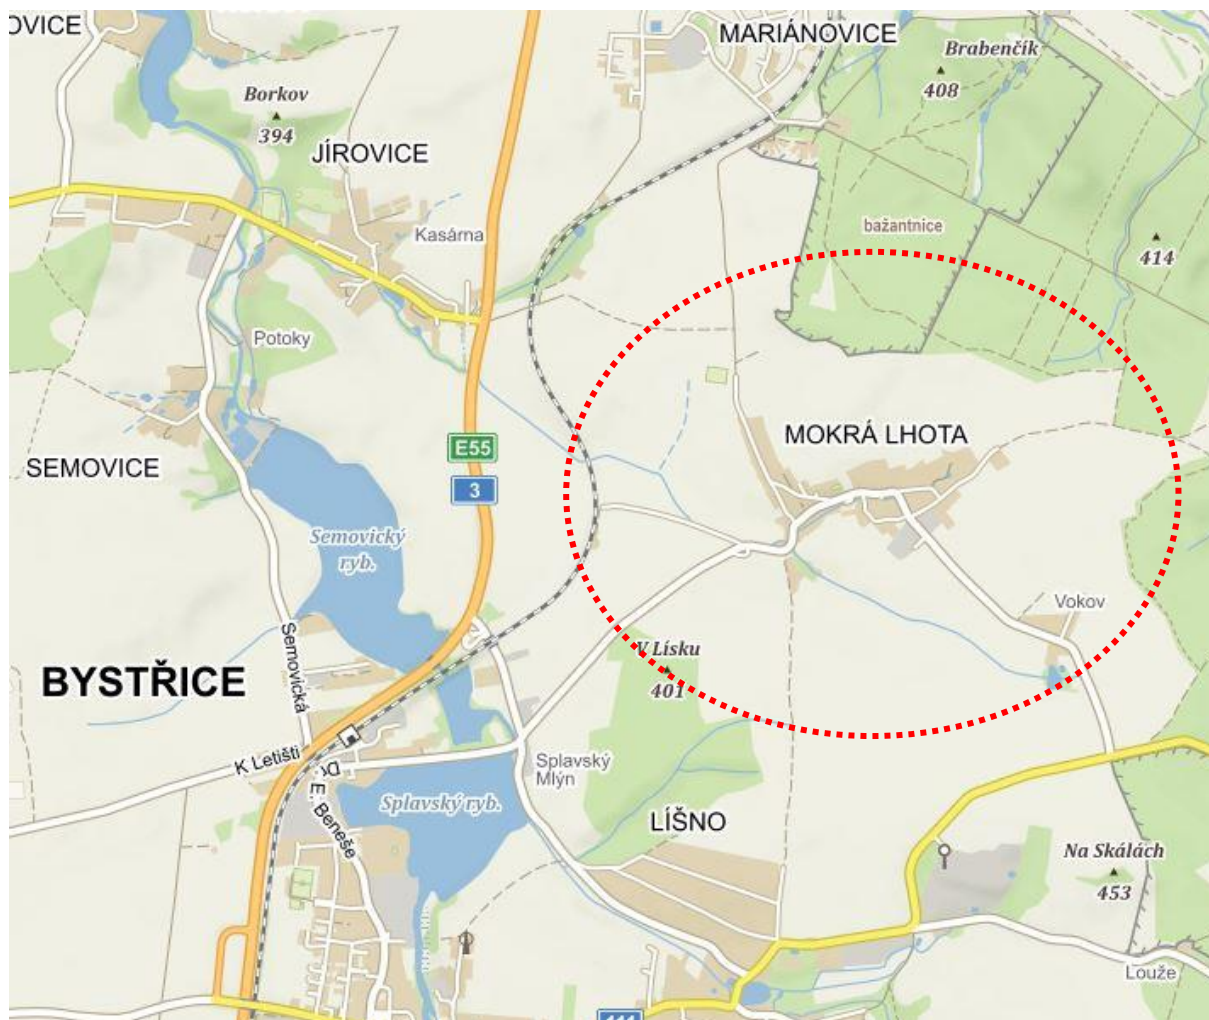 OVICE
MARIÁNOVICE
Brabenčík
408
Borkov
394
JÍROVICE
Kasárna
bažantnice
414
Potoky
E55
3
MOKRÁ LHOTA
SEMOVICE
Semovický
ryb.
Vokov
Semovická
V Lísku
401
BYSTŘICE
K Letišti
Splavský
Mlýn
Dr. E. Beneše
Splavský ryb.
LÍŠNO
Na Skálách
453
Louže